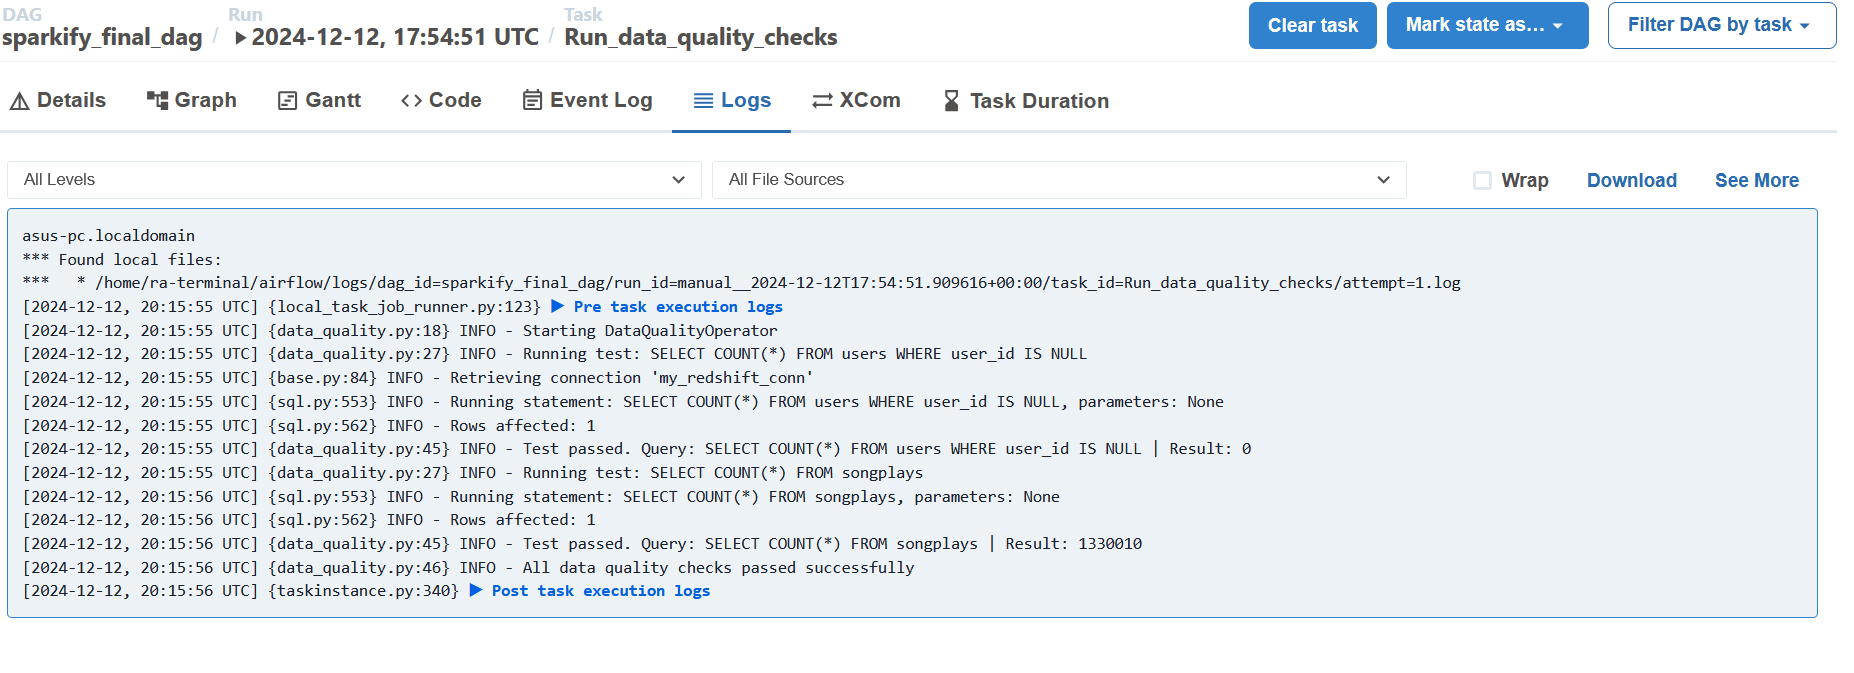 DAG Run Task
sparkify_final_dag / 2024-12-12, 17:54:51 UTC / Run_data_quality_checks
Clear task Mark state as... Filter DAG by task
Details Graph Gantt Code Event Log Logs XCom Task Duration
All Levels All File Sources Wrap Download See More
asus-pc.localdomain
*** Found local files:
***   * /home/ra-terminal/airflow/logs/dag_id=sparkify_final_dag/run_id=manual__2024-12-12T17:54:51.909616+00:00/task_id=Run_data_quality_checks/attempt=1.log
[2024-12-12, 20:15:55 UTC] {local_task_job_runner.py:123} ▶ Pre task execution logs
[2024-12-12, 20:15:55 UTC] {data_quality.py:18} INFO - Starting DataQualityOperator
[2024-12-12, 20:15:55 UTC] {data_quality.py:27} INFO - Running test: SELECT COUNT(*) FROM users WHERE user_id IS NULL
[2024-12-12, 20:15:55 UTC] {base.py:84} INFO - Retrieving connection 'my_redshift_conn'
[2024-12-12, 20:15:55 UTC] {sql.py:553} INFO - Running statement: SELECT COUNT(*) FROM users WHERE user_id IS NULL, parameters: None
[2024-12-12, 20:15:55 UTC] {sql.py:562} INFO - Rows affected: 1
[2024-12-12, 20:15:55 UTC] {data_quality.py:45} INFO - Test passed. Query: SELECT COUNT(*) FROM users WHERE user_id IS NULL | Result: 0
[2024-12-12, 20:15:55 UTC] {data_quality.py:27} INFO - Running test: SELECT COUNT(*) FROM songplays
[2024-12-12, 20:15:56 UTC] {sql.py:553} INFO - Running statement: SELECT COUNT(*) FROM songplays, parameters: None
[2024-12-12, 20:15:56 UTC] {sql.py:562} INFO - Rows affected: 1
[2024-12-12, 20:15:56 UTC] {data_quality.py:45} INFO - Test passed. Query: SELECT COUNT(*) FROM songplays | Result: 1330010
[2024-12-12, 20:15:56 UTC] {data_quality.py:46} INFO - All data quality checks passed successfully
[2024-12-12, 20:15:56 UTC] {taskinstance.py:340} ▶ Post task execution logs